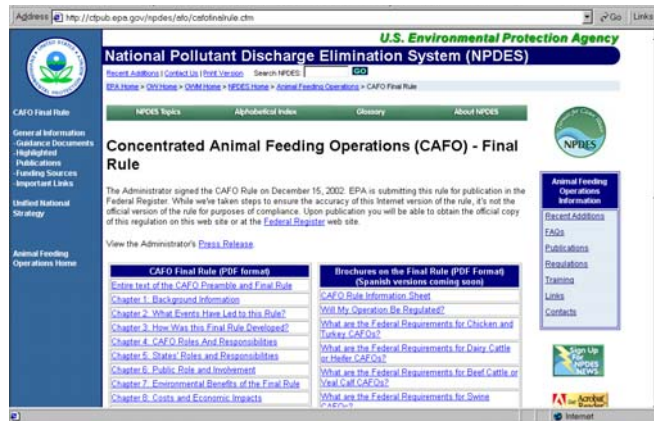 Address http://cfpub.epa.gov/npdes/afo/cafofinalrule.cfm Go Links
U.S. Environmental Protection Agency
National Pollutant Discharge Elimination System (NPDES)
Recent Additions | Contact Us | Print Version Search NPDES: GO
EPA Home > OW Home > OWM Home > NPDES Home > Animal Feeding Operations > CAFO Final Rule
CAFO Final Rule
General Information
-Guidance Documents
-Highlighted
Publications
-Funding Sources
-Important Links
Unified National
Strategy
Animal Feeding
Operations Home
NPDES Topics Alphabetical Index Glossary About NPDES
Concentrated Animal Feeding Operations (CAFO) - Final
Rule
The Administrator signed the CAFO Rule on December 15, 2002. EPA is submitting this rule for publication in the
Federal Register. While we've taken steps to ensure the accuracy of this Internet version of the rule, it's not the
official version of the rule for purposes of compliance. Upon publication you will be able to obtain the official copy
of this regulation on this web site or at the Federal Register web site.
View the Administrator's Press Release.
CAFO Final Rule (PDF format)
Entire text of the CAFO Preamble and Final Rule
Chapter 1: Background Information
Chapter 2: What Events Have Led to this Rule?
Chapter 3: How Was this Final Rule Developed?
Chapter 4: CAFO Roles And Responsibilities
Chapter 5: States' Roles and Responsibilities
Chapter 6: Public Role and Involvement
Chapter 7: Environmental Benefits of the Final Rule
Chapter 8: Costs and Economic Impacts
Brochures on the Final Rule (PDF Format)
(Spanish versions coming soon)
CAFO Rule Information Sheet
Will My Operation Be Regulated?
What are the Federal Requirements for Chicken and
Turkey CAFOs?
What are the Federal Requirements for Dairy Cattle
or Heifer CAFOs?
What are the Federal Requirements for Beef Cattle or
Veal Calf CAFOs?
What are the Federal Requirements for Swine
CAFOs?
NPDES
Animal Feeding
Operations
Information
Recent Additions
FAQs
Publications
Regulations
Training
Links
Contacts
Sign Up
For
NPDES
NEWS
Acrobat
Internet